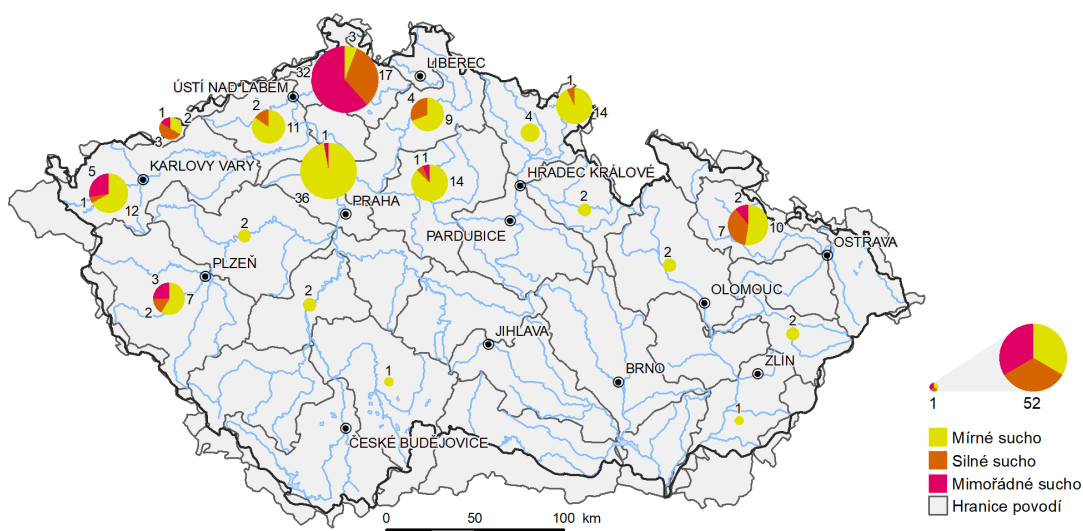 3
32
17
LIBEREC
ÚSTÍ NAD LABEM
1
14
4
9
4
2
11
1
2
3
1
36
11
14
HRADEC KRÁLOVÉ
KARLOVY VARY
5
1
12
PRAHA
2
PARDUBICE
2
7
10
OSTRAVA
2
PLZEŇ
2
3
2
7
2
OLOMOUC
2
JIHLAVA
1
BRNO
ZLÍN
1
ČESKÉ BUDĚJOVICE
1
52
Mírné sucho
Silné sucho
Mimořádné sucho
Hranice povodí
0 50 100 km